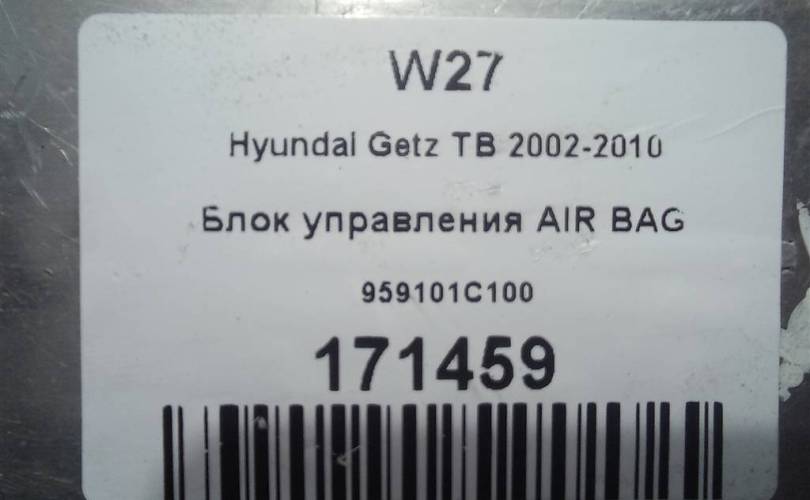 W27
Hyundai Getz TB 2002-2010
Блок управления AIR BAG
959101C100
171459